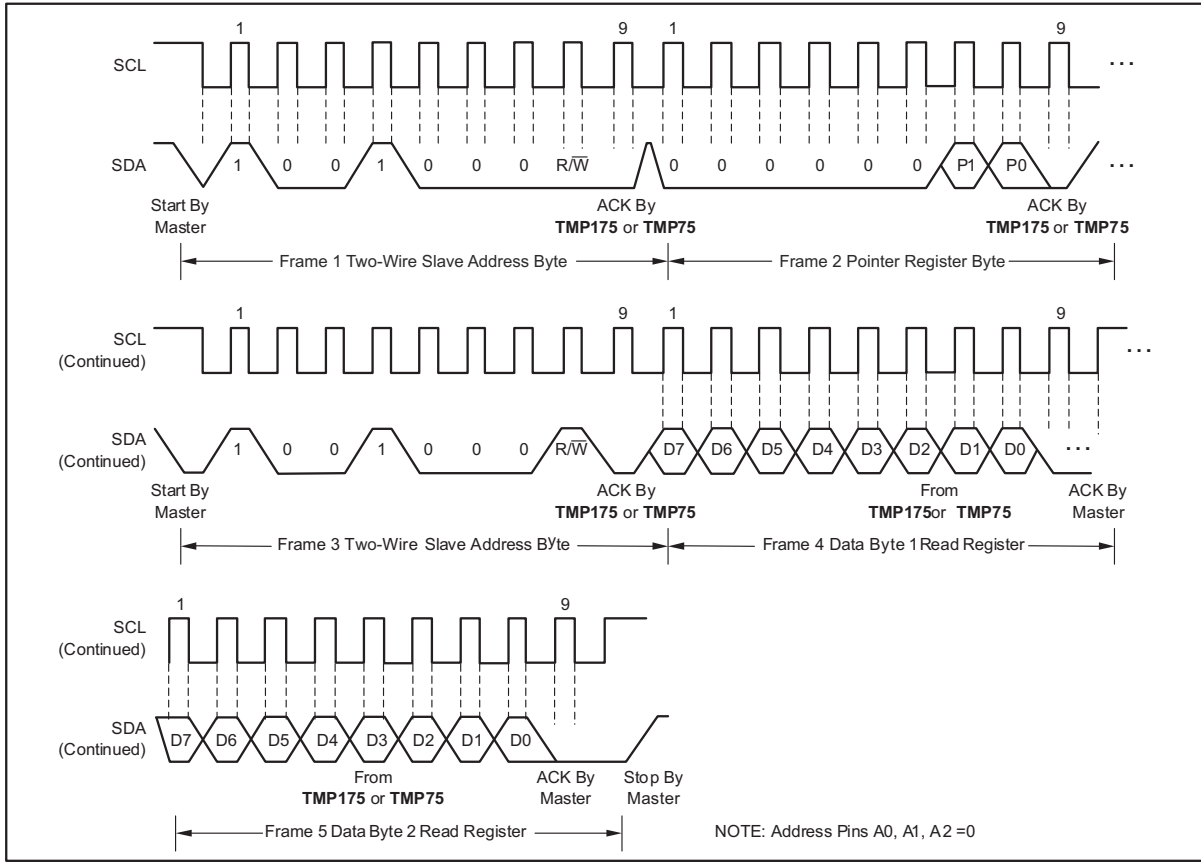 1 9 1 9
SCL ...
SDA 1 0 0 1 0 0 0 R/W̅ 0 0 0 0 0 0 P1 P0 ...
Start By
Master
ACK By
TMP175 or TMP75
ACK By
TMP175 or TMP75
Frame 1 Two-Wire Slave Address Byte
Frame 2 Pointer Register Byte
1 9 1 9
SCL
(Continued)
...
SDA
(Continued)
1 0 0 1 0 0 0 R/W̅ D7 D6 D5 D4 D3 D2 D1 D0 ...
Start By
Master
ACK By
TMP175 or TMP75
From
TMP175or TMP75
ACK By
Master
Frame 3 Two-Wire Slave Address Byte
Frame 4 Data Byte 1 Read Register
1 9
SCL
(Continued)
SDA
(Continued)
D7 D6 D5 D4 D3 D2 D1 D0
From
TMP175 or TMP75
ACK By
Master
Stop By
Master
Frame 5 Data Byte 2 Read Register
NOTE: Address Pins A0, A1, A2 =0